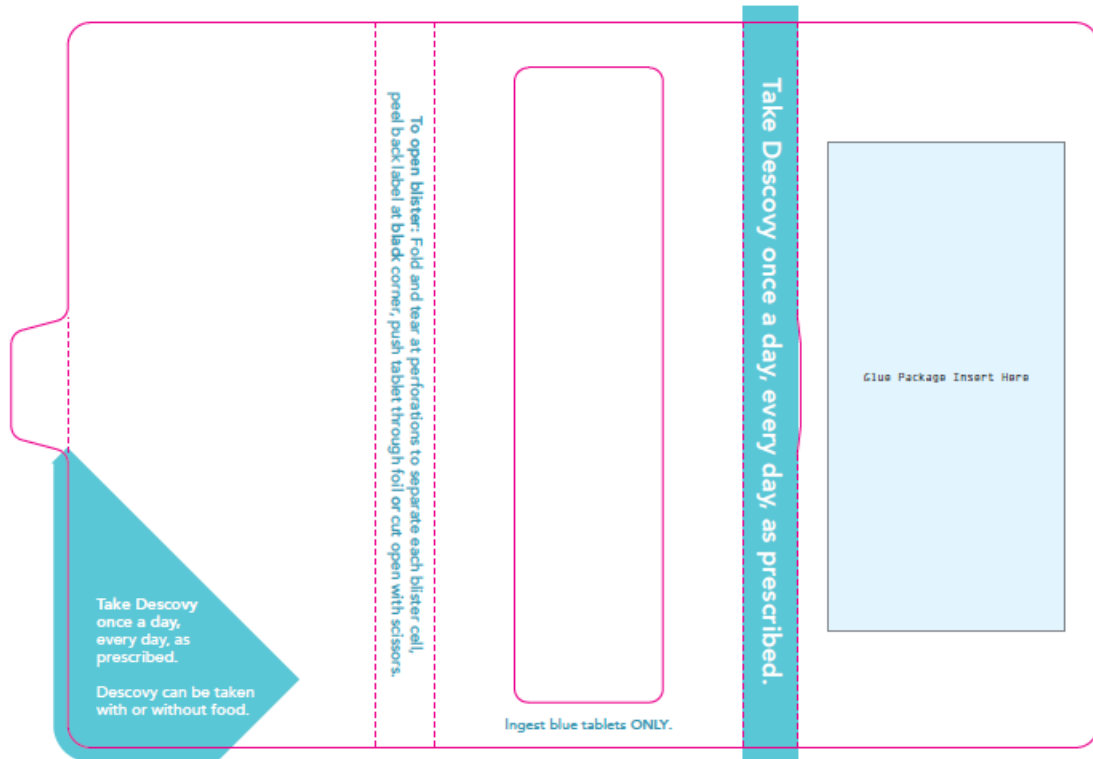 Take Descovy
once a day,
every day, as
prescribed.
Descovy can be taken
with or without food.
To open blister: Fold and tear at perforations to separate each blister cell,
peel back label at black corner, push tablet through foil or cut open with scissors.
Ingest blue tablets ONLY.
Take Descovy once a day, every day, as prescribed.
Glue Package Insert Here